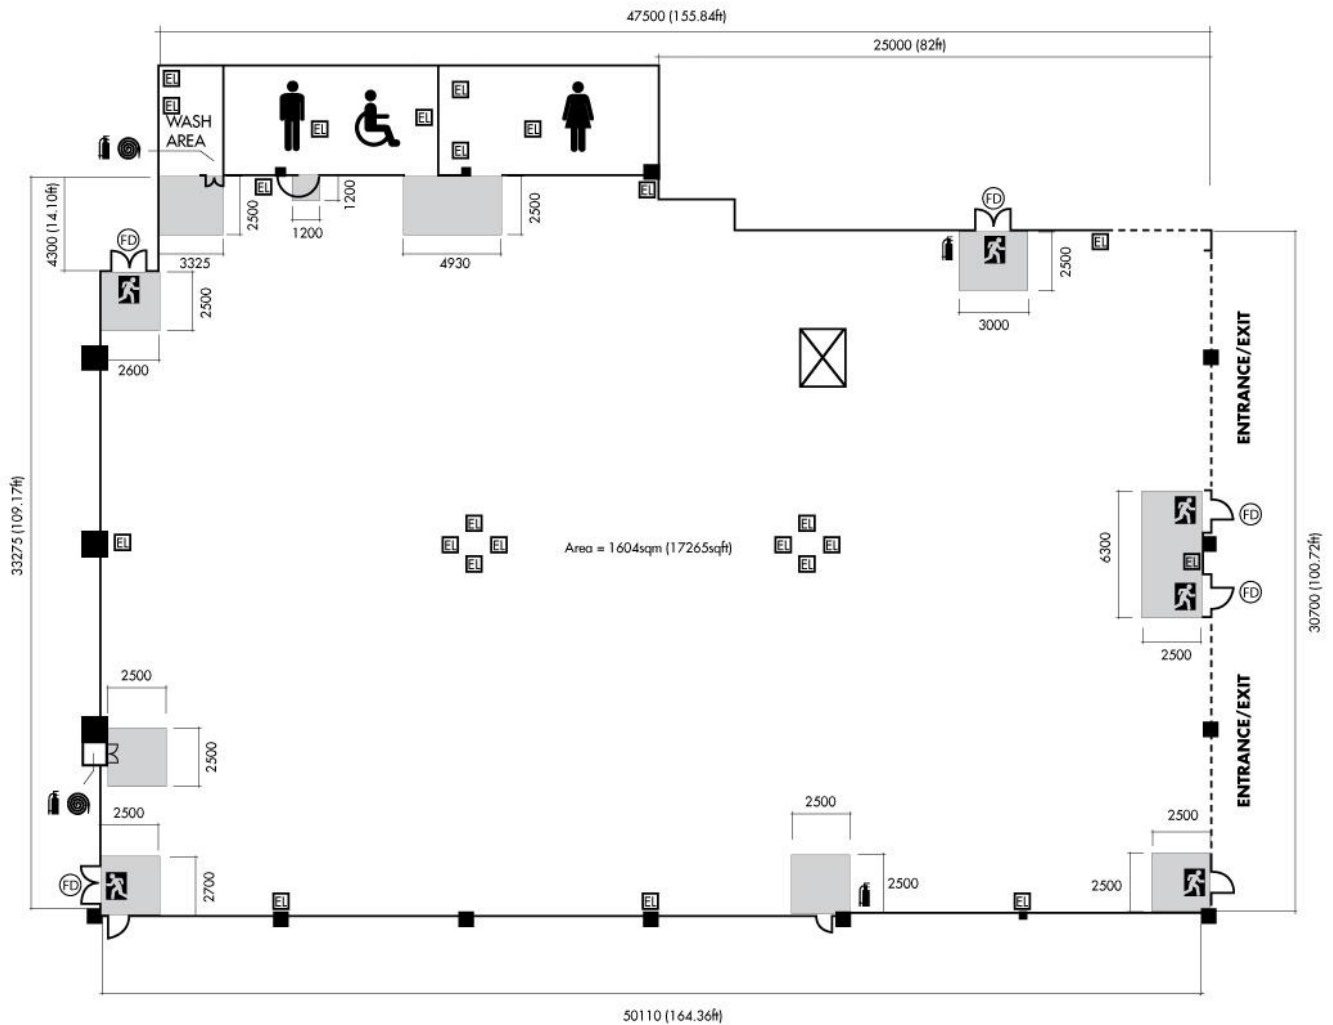 47500 (155.84ft)
25000 (82ft)
EL
EL
WASH
AREA
EL
EL
EL
EL
EL
EL
EL
4300 (14.10ft)
2500
1200
1200
2500
3325
4930
FD
2500
2600
FD
EL
2500
3000
ENTRANCE/EXIT
33275 (109.17ft)
EL
EL
EL
EL
EL
Area = 1604sqm (17265sqft)
EL
EL
EL
EL
6300
EL
FD
FD
2500
30700 (100.72ft)
2500
2500
ENTRANCE/EXIT
2500
2700
FD
EL
EL
2500
2500
EL
2500
2500
50110 (164.36ft)